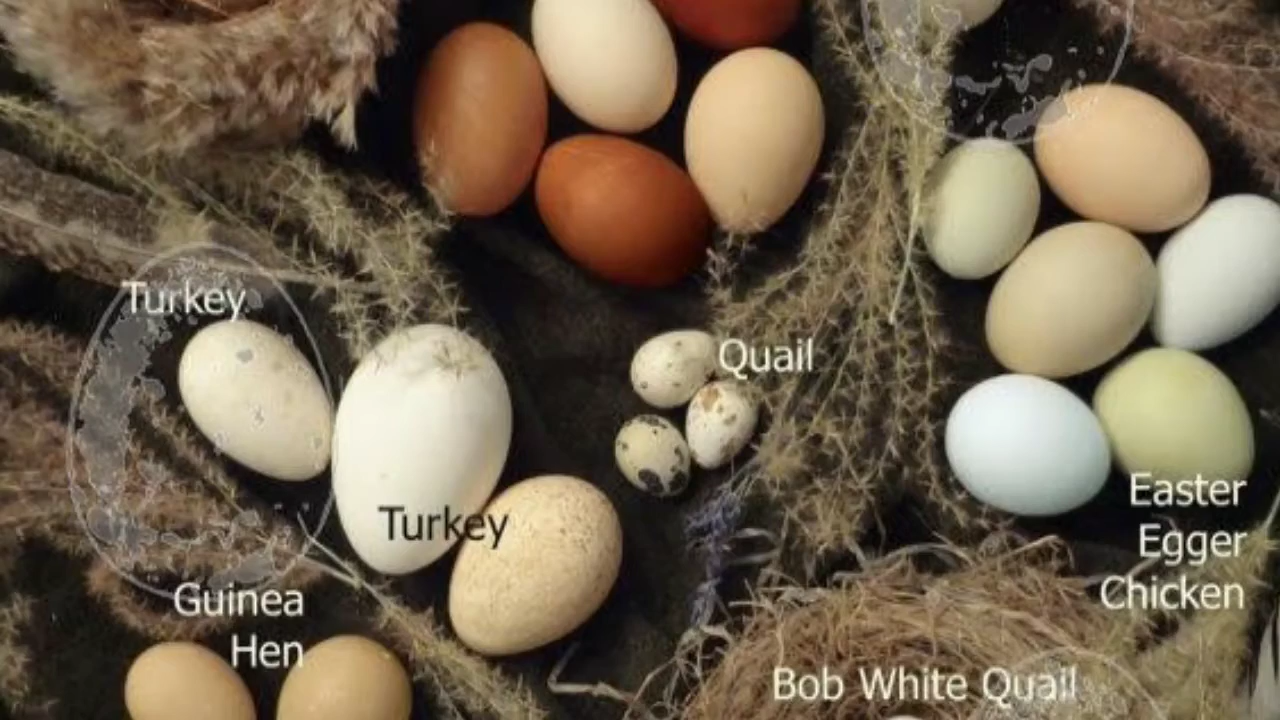 Turkey
Quail
Turkey
Easter
Egger
Chicken
Guinea
Hen
Bob White Quail